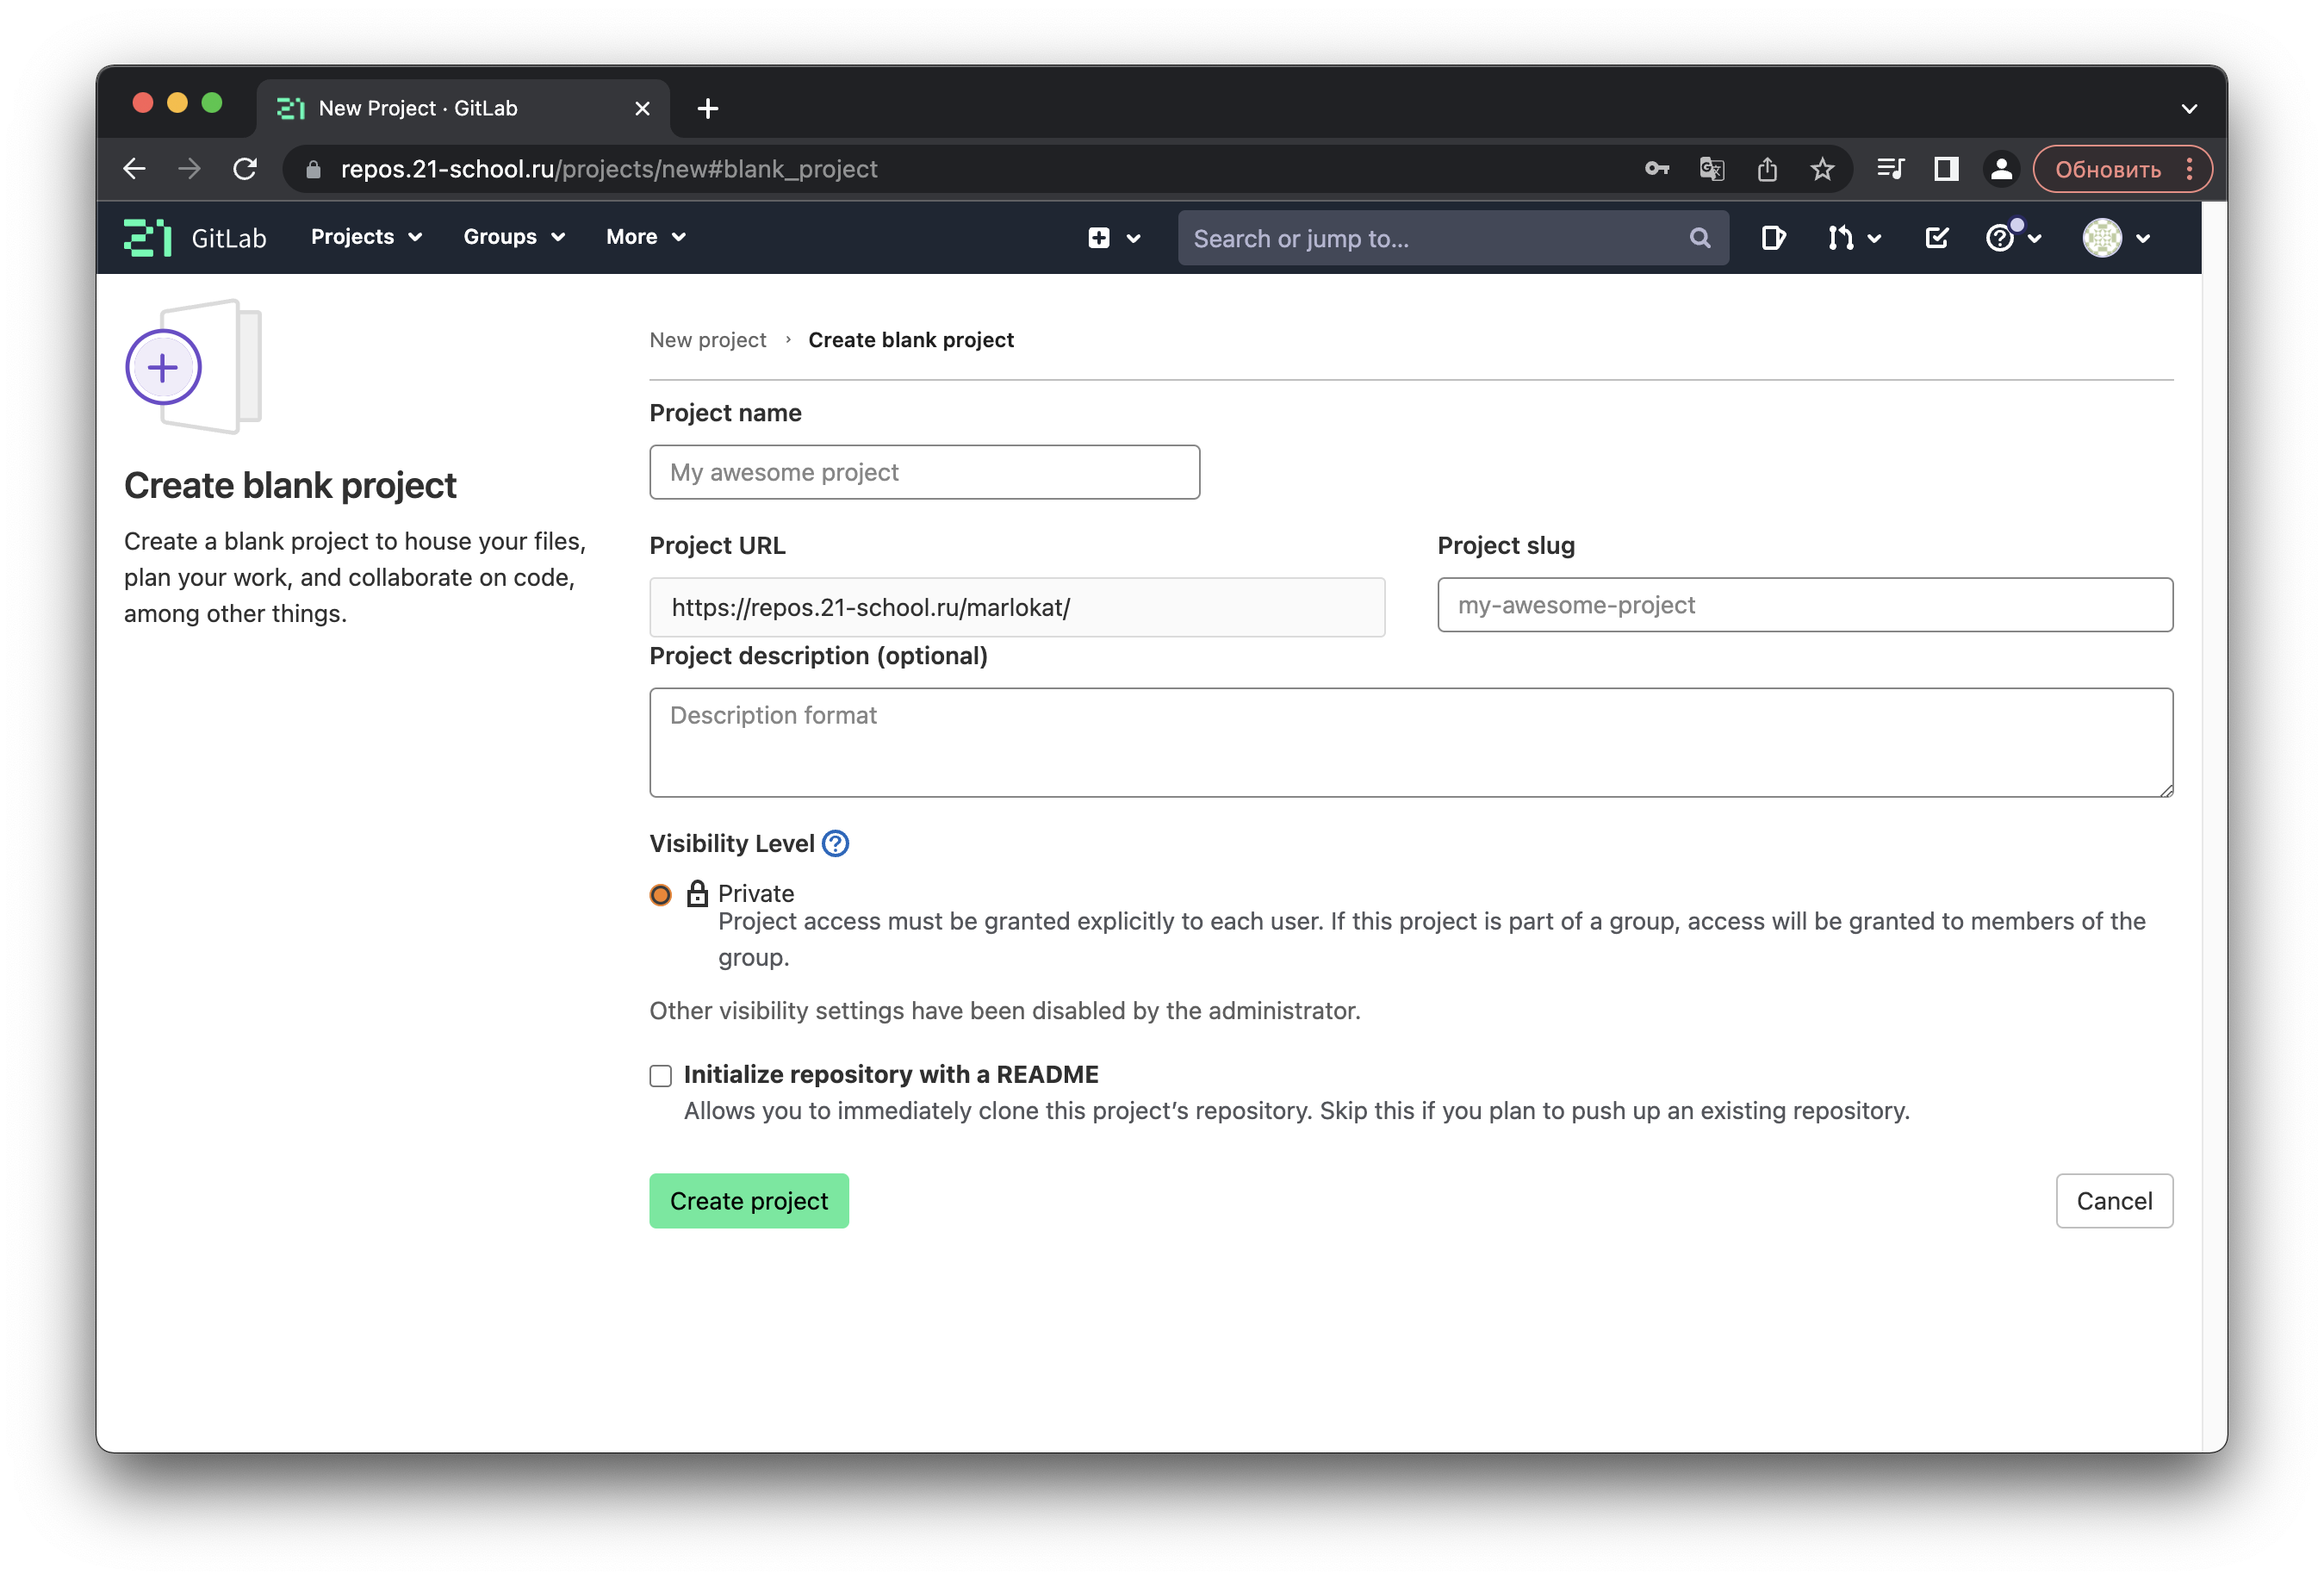 New Project · GitLab
repos.21-school.ru/projects/new#blank_project
Обновить
21 GitLab Projects Groups More Search or jump to...
New project › Create blank project
Create blank project
Create a blank project to house your files,
plan your work, and collaborate on code,
among other things.
Project name
My awesome project
Project URL
https://repos.21-school.ru/marlokat/
Project slug
my-awesome-project
Project description (optional)
Description format
Visibility Level
Private
Project access must be granted explicitly to each user. If this project is part of a group, access will be granted to members of the
group.
Other visibility settings have been disabled by the administrator.
Initialize repository with a README
Allows you to immediately clone this project’s repository. Skip this if you plan to push up an existing repository.
Create project
Cancel